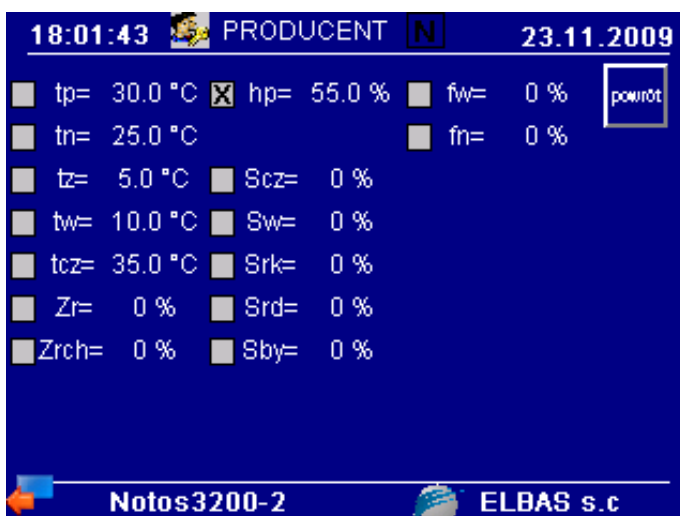 18:01:43 PRODUCENT N 23.11.2009
tp= 30.0 °C X hp= 55.0 % fw= 0 % powrót
tn= 25.0 °C fn= 0 %
tz= 5.0 °C Scz= 0 %
tw= 10.0 °C Sw= 0 %
tcz= 35.0 °C Srk= 0 %
Zr= 0 % Srd= 0 %
Zrch= 0 % Sby= 0 %
Notos3200-2 ELBAS s.c